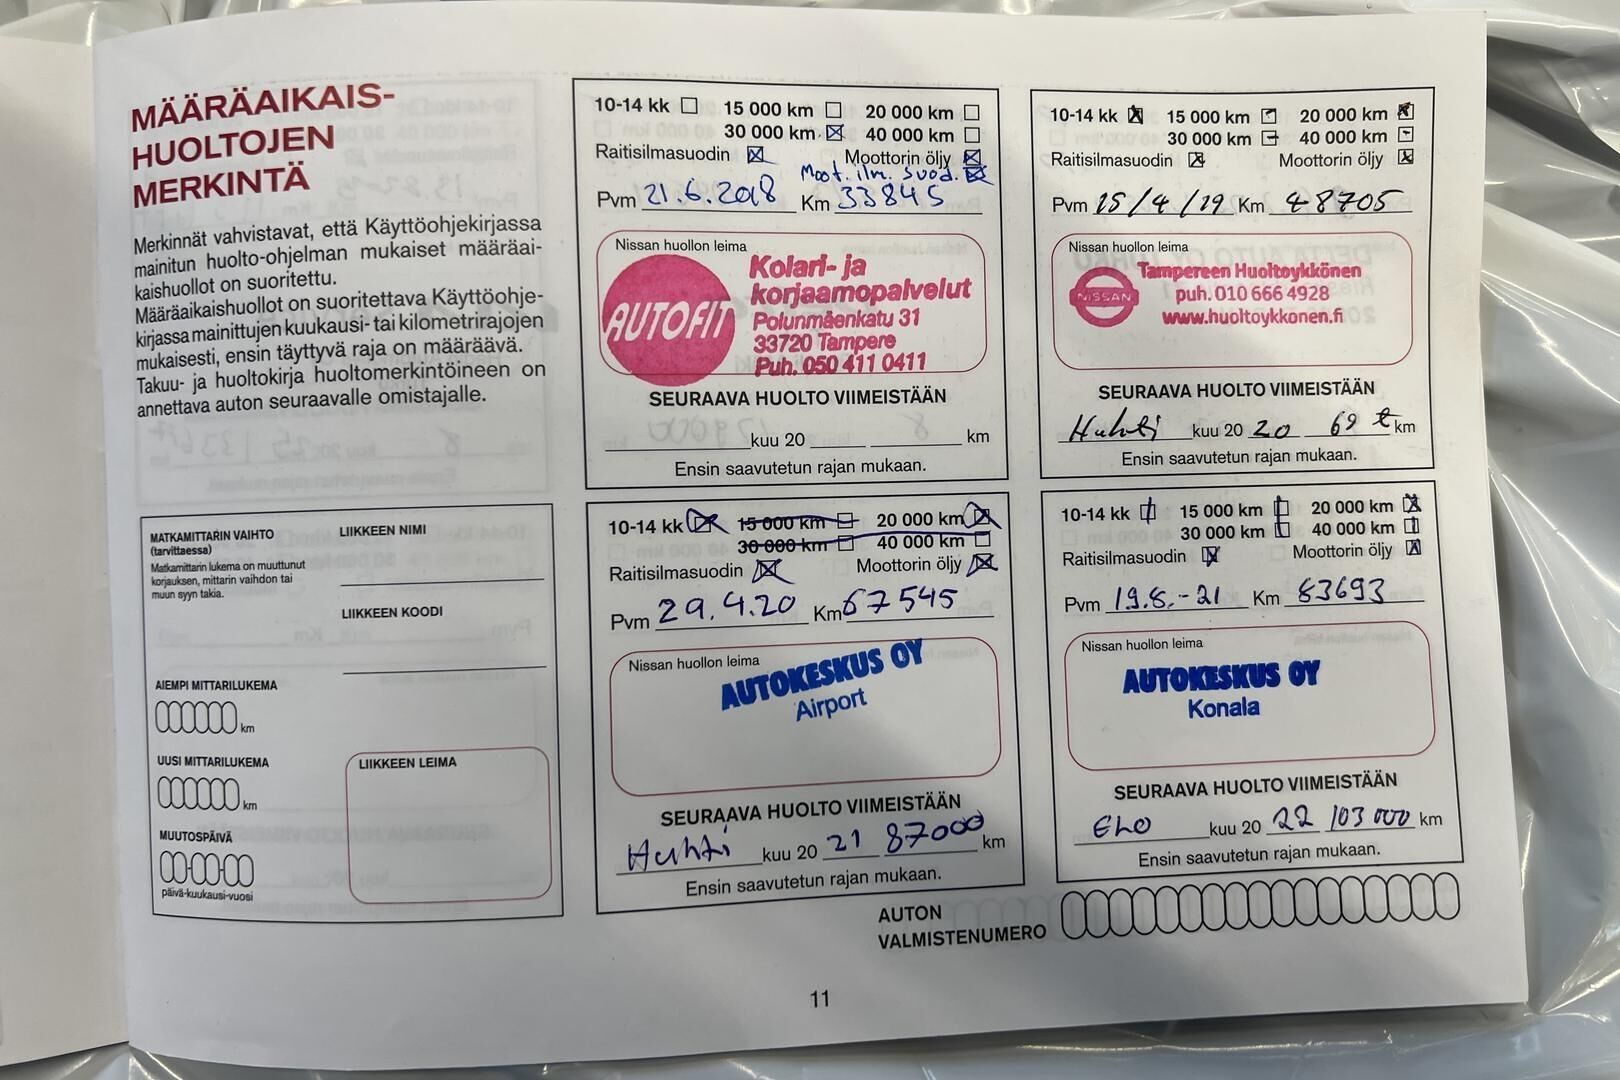 MÄÄRÄAIKAIS-
HUOLTOJEN
MERKINTÄ
Merkinnät vahvistavat, että Käyttöohjekirjassa
mainitun huolto-ohjelman mukaiset määräai-
kaishuollot on suoritettu.
Määräaikaishuollot on suoritettava Käyttöohje-
kirjassa mainittujen kuukausi- tai kilometrirajojen
mukaisesti, ensin täyttyvä raja on määräävä.
Takuu- ja huoltokirja huoltomerkintöineen on
annettava auton seuraavalle omistajalle.
MATKAMITTARIN VAIHTO
(tarvittaessa)
Matkamittarin lukema on muuttunut
korjauksen, mittarin vaihdon tai
muun syyn takia.
LIIKKEEN NIMI
LIIKKEEN KOODI
AIEMPI MITTARILUKEMA
km
UUSI MITTARILUKEMA
km
MUUTOSPÄIVÄ
päivä-kuukausi-vuosi
LIIKKEEN LEIMA
10-14 kk 15 000 km 20 000 km
30 000 km 40 000 km
Raitisilmasuodin Moottorin öljy
Moot. ilm. suod.
Pvm 21.6.2018 Km 33845
Nissan huollon leima
AUTOFIT
Kolari- ja
korjaamopalvelut
Polunmäenkatu 31
33720 Tampere
Puh. 050 411 0411
SEURAAVA HUOLTO VIIMEISTÄÄN
kuu 20 km
Ensin saavutetun rajan mukaan.
10-14 kk 15 000 km 20 000 km
30 000 km 40 000 km
Raitisilmasuodin Moottorin öljy
Pvm 15/4/19 Km 48705
Nissan huollon leima
NISSAN
Tampereen Huoltoykkönen
puh. 010 666 4928
www.huoltoykkonen.fi
SEURAAVA HUOLTO VIIMEISTÄÄN
Huhti kuu 20 20 69 t km
Ensin saavutetun rajan mukaan.
10-14 kk 15 000 km 20 000 km
30 000 km 40 000 km
Raitisilmasuodin Moottorin öljy
Pvm 29.4.20 Km 67545
Nissan huollon leima
AUTOKESKUS OY
Airport
SEURAAVA HUOLTO VIIMEISTÄÄN
Huhti kuu 20 21 87000 km
Ensin saavutetun rajan mukaan.
10-14 kk 15 000 km 20 000 km
30 000 km 40 000 km
Raitisilmasuodin Moottorin öljy
Pvm 19.8.-21 Km 83693
Nissan huollon leima
AUTOKESKUS OY
Konala
SEURAAVA HUOLTO VIIMEISTÄÄN
ELO kuu 20 22 103 000 km
Ensin saavutetun rajan mukaan.
AUTON
VALMISTENUMERO
11